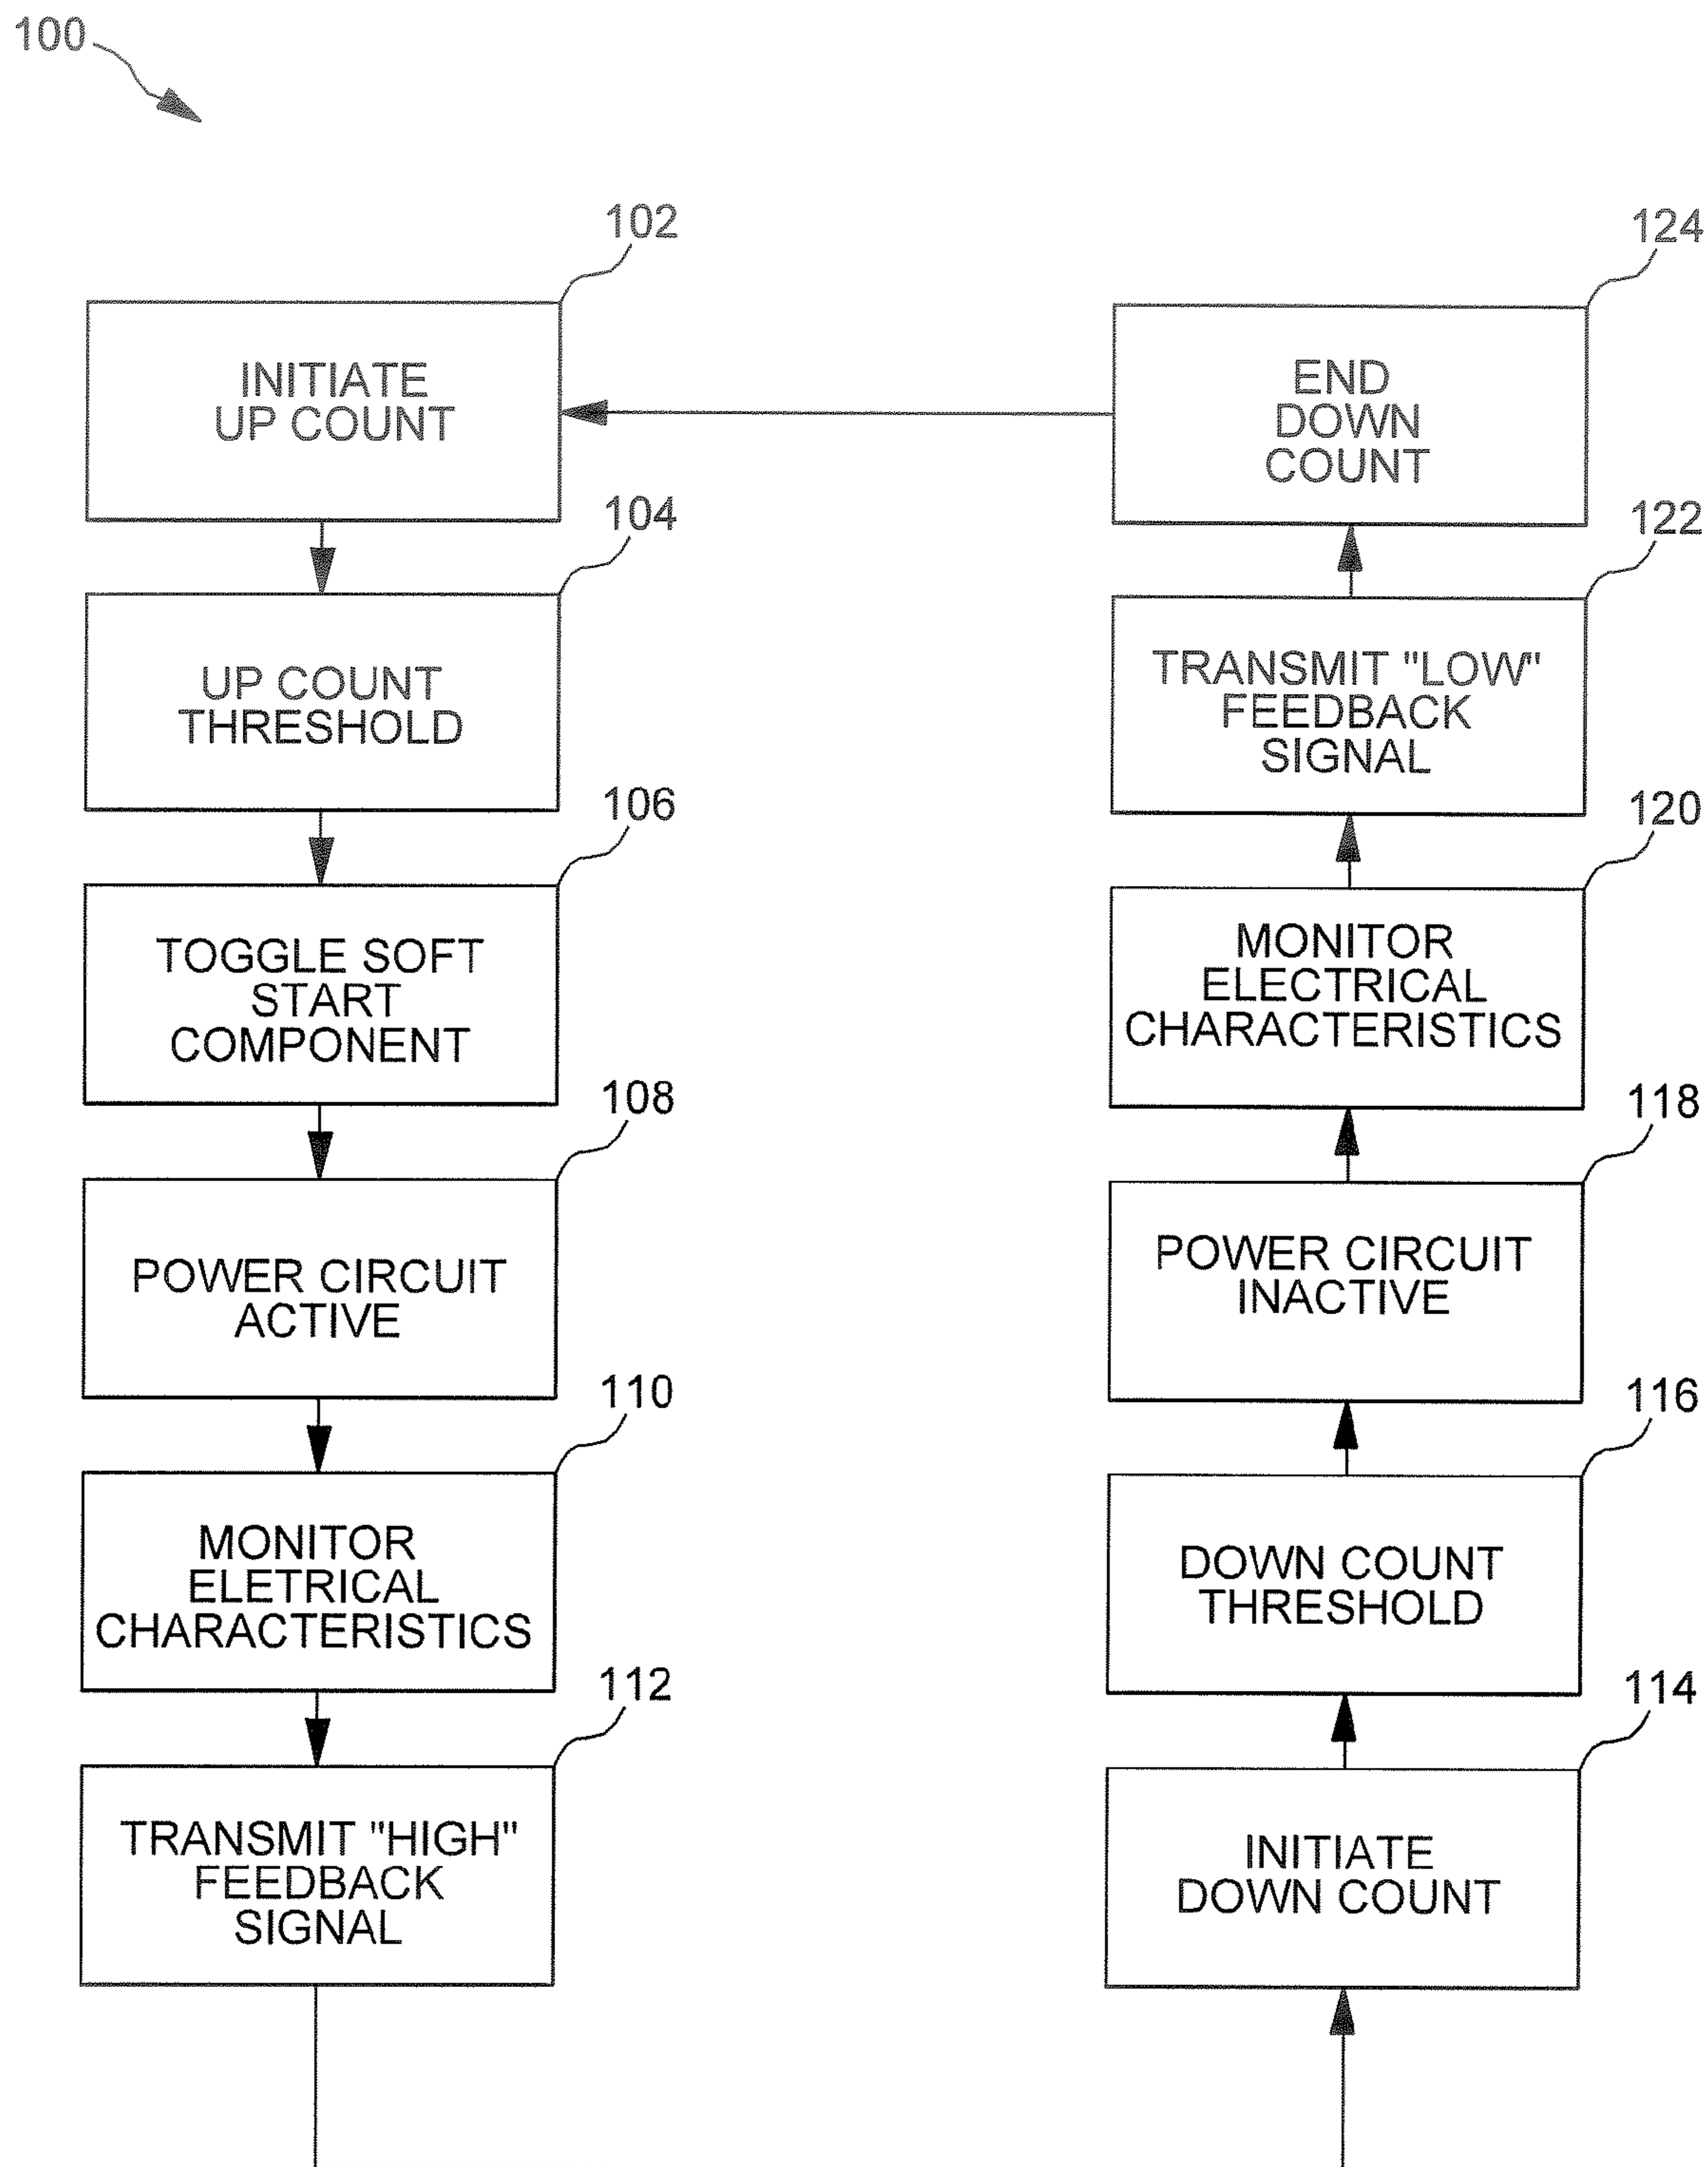 100
102
INITIATE
UP COUNT
104
UP COUNT
THRESHOLD
106
TOGGLE SOFT
START
COMPONENT
108
POWER CIRCUIT
ACTIVE
110
MONITOR
ELETRICAL
CHARACTERISTICS
112
TRANSMIT "HIGH"
FEEDBACK
SIGNAL
124
END
DOWN
COUNT
122
TRANSMIT "LOW"
FEEDBACK
SIGNAL
120
MONITOR
ELECTRICAL
CHARACTERISTICS
118
POWER CIRCUIT
INACTIVE
116
DOWN COUNT
THRESHOLD
114
INITIATE
DOWN COUNT